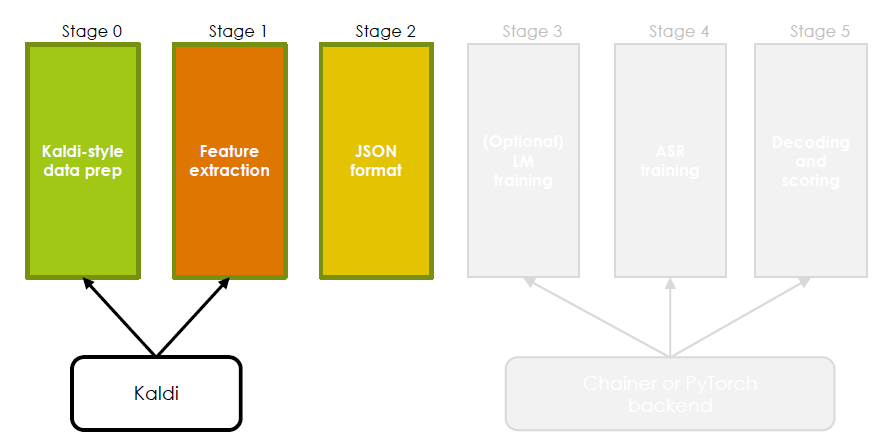 Stage 0
Stage 1
Stage 2
Stage 3
Stage 4
Stage 5
Kaldi-style
data prep
Feature
extraction
JSON
format
(Optional)
LM
training
ASR
training
Decoding
and
scoring
Kaldi
Chainer or PyTorch
backend